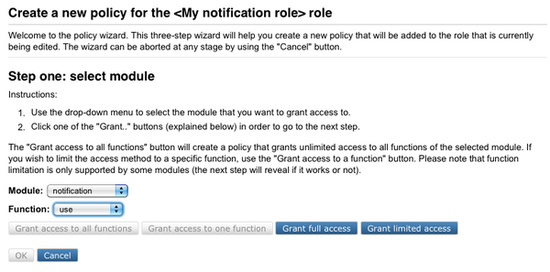 Create a new policy for the <My notification role> role
Welcome to the policy wizard. This three-step wizard will help you create a new policy that will be added to the role that is currently
being edited. The wizard can be aborted at any stage by using the "Cancel" button.
Step one: select module
Instructions:
1. Use the drop-down menu to select the module that you want to grant access to.
2. Click one of the "Grant.." buttons (explained below) in order to go to the next step.
The "Grant access to all functions" button will create a policy that grants unlimited access to all functions of the selected module. If
you wish to limit the access method to a specific function, use the "Grant access to a function" button. Please note that function
limitation is only supported by some modules (the next step will reveal if it works or not).
Module: notification
Function: use
Grant access to all functions Grant access to one function Grant full access Grant limited access
OK Cancel